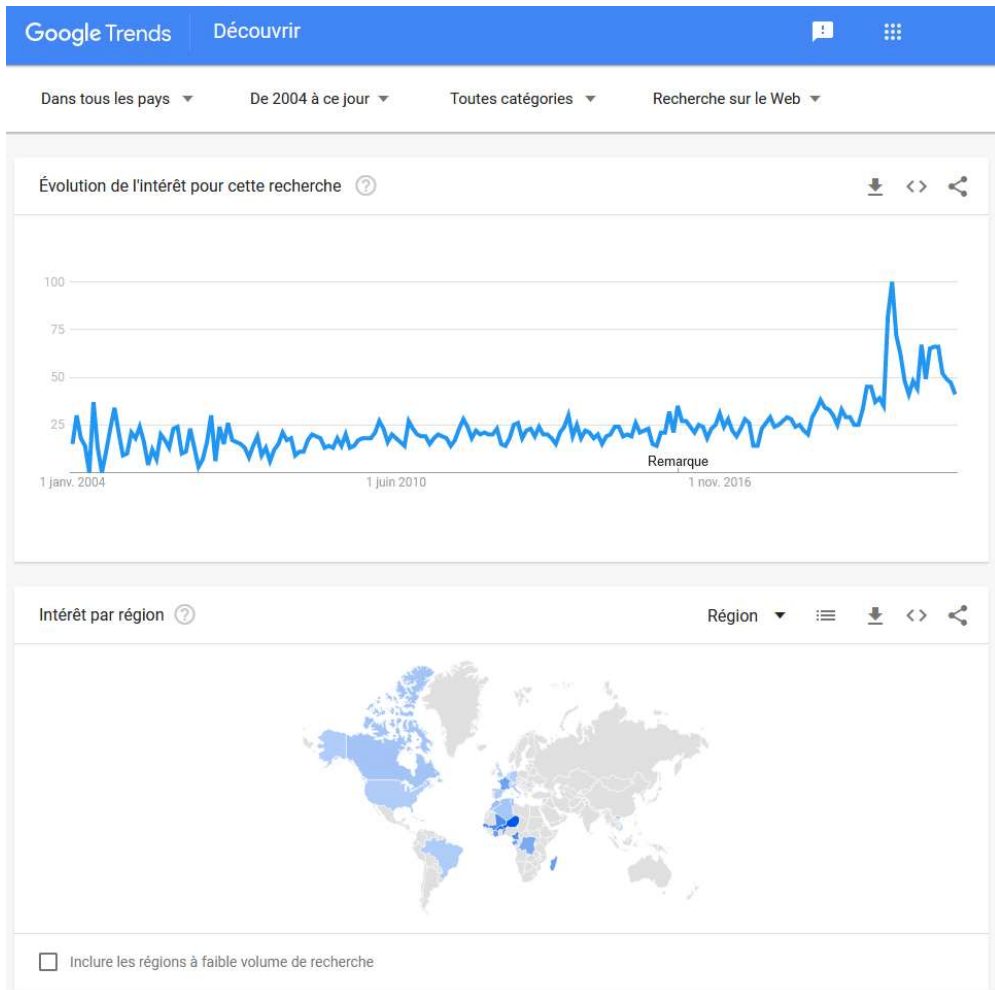 Google Trends Découvrir
Dans tous les pays De 2004 à ce jour Toutes catégories Recherche sur le Web
Évolution de l'intérêt pour cette recherche ?
100
75
50
25
Remarque
1 janv. 2004 1 juin 2010 1 nov. 2016
Intérêt par région ? Région
Inclure les régions à faible volume de recherche